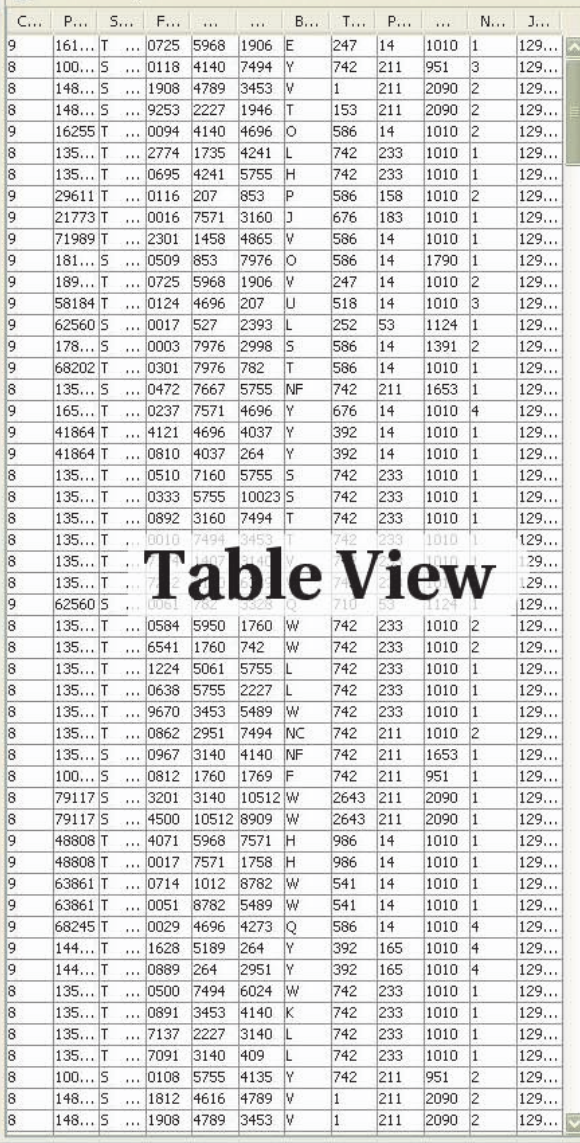 C... P... S... F... ... ... B... T... P... ... N... J...
9 161... T ... 0725 5968 1906 E 247 14 1010 1 129...
8 100... S ... 0118 4140 7494 Y 742 211 951 3 129...
8 148... S ... 1908 4789 3453 V 1 211 2090 2 129...
8 148... S ... 9253 2227 1946 T 153 211 2090 2 129...
9 16255 T ... 0094 4140 4696 O 586 14 1010 2 129...
8 135... T ... 2774 1735 4241 L 742 233 1010 1 129...
8 135... T ... 0695 4241 5755 H 742 233 1010 1 129...
9 29611 T ... 0116 207 853 P 586 158 1010 2 129...
9 21773 T ... 0016 7571 3160 J 676 183 1010 1 129...
9 71989 T ... 2301 1458 4865 V 586 14 1010 1 129...
9 181... S ... 0509 853 7976 O 586 14 1790 1 129...
9 189... T ... 0725 5968 1906 V 247 14 1010 2 129...
9 58184 T ... 0124 4696 207 U 518 14 1010 3 129...
9 62560 S ... 0017 527 2393 L 252 53 1124 1 129...
9 178... S ... 0003 7976 2998 S 586 14 1391 2 129...
9 68202 T ... 0301 7976 782 T 586 14 1010 1 129...
8 135... S ... 0472 7667 5755 NF 742 211 1653 1 129...
9 165... T ... 0237 7571 4696 Y 676 14 1010 4 129...
9 41864 T ... 4121 4696 4037 Y 392 14 1010 1 129...
9 41864 T ... 0810 4037 264 Y 392 14 1010 1 129...
8 135... T ... 0510 7160 5755 S 742 233 1010 1 129...
8 135... T ... 0333 5755 10023 S 742 233 1010 1 129...
8 135... T ... 0892 3160 7494 T 742 233 1010 1 129...
8 135... T ... 0010 7494 3453 T 742 233 1010 1 129...
8 135... T ... 129...
Table View
8 135... T ... 129...
9 62560 S ... 0061 782 3328 Q 710 53 1124 1 129...
8 135... T ... 0584 5950 1760 W 742 233 1010 2 129...
8 135... T ... 6541 1760 742 W 742 233 1010 2 129...
8 135... T ... 1224 5061 5755 L 742 233 1010 1 129...
8 135... T ... 0638 5755 2227 L 742 233 1010 1 129...
8 135... T ... 9670 3453 5489 W 742 233 1010 1 129...
8 135... T ... 0862 2951 7494 NC 742 211 1010 2 129...
8 135... S ... 0967 3140 4140 NF 742 211 1653 1 129...
8 100... S ... 0812 1760 1769 F 742 211 951 1 129...
8 79117 S ... 3201 3140 10512 W 2643 211 2090 1 129...
8 79117 S ... 4500 10512 8909 W 2643 211 2090 1 129...
9 48808 T ... 4071 5968 7571 H 986 14 1010 1 129...
9 48808 T ... 0017 7571 1758 H 986 14 1010 1 129...
9 63861 T ... 0714 1012 8782 W 541 14 1010 1 129...
9 63861 T ... 0051 8782 5489 W 541 14 1010 1 129...
9 68245 T ... 0029 4696 4273 Q 586 14 1010 4 129...
9 144... T ... 1628 5189 264 Y 392 165 1010 4 129...
9 144... T ... 0889 264 2951 Y 392 165 1010 4 129...
8 135... T ... 0500 7494 6024 W 742 233 1010 1 129...
8 135... T ... 0891 3453 4140 K 742 233 1010 1 129...
8 135... T ... 7137 2227 3140 L 742 233 1010 1 129...
8 135... T ... 7091 3140 409 L 742 233 1010 1 129...
8 100... S ... 0108 5755 4135 Y 742 211 951 2 129...
8 148... S ... 1812 4616 4789 V 1 211 2090 2 129...
8 148... S ... 1908 4789 3453 V 1 211 2090 2 129...